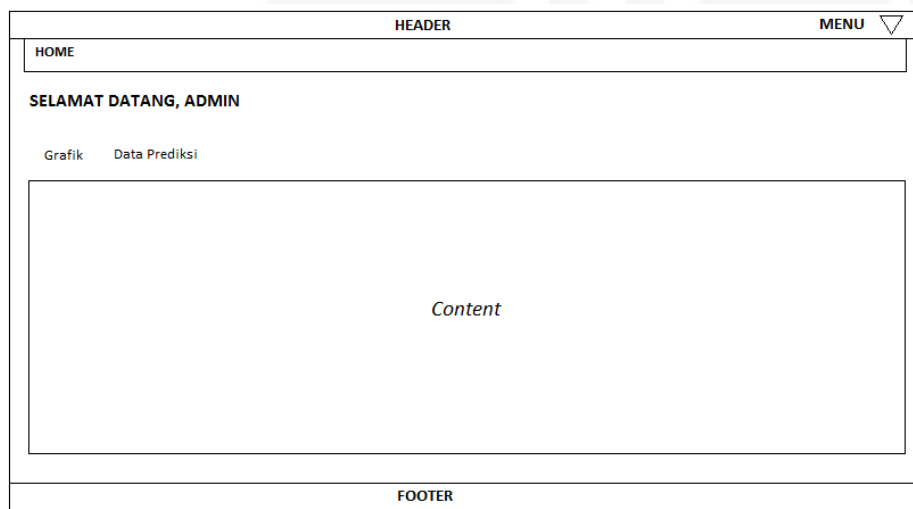 HEADER MENU
HOME
SELAMAT DATANG, ADMIN
Grafik Data Prediksi
Content
FOOTER